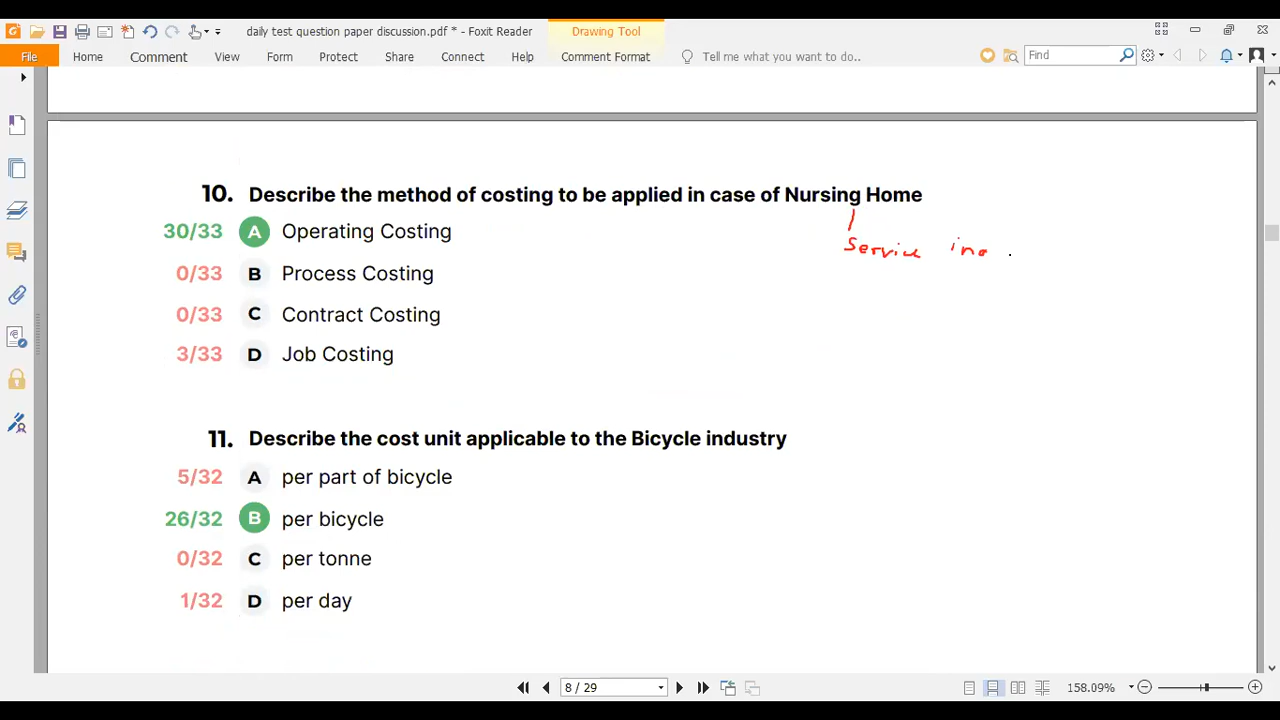 daily test question paper discussion.pdf * - Foxit Reader
Drawing Tool
File Home Comment View Form Protect Share Connect Help Comment Format Tell me what you want to do.. Find
10. Describe the method of costing to be applied in case of Nursing Home
30/33 A Operating Costing
Service
0/33 B Process Costing
0/33 C Contract Costing
3/33 D Job Costing
11. Describe the cost unit applicable to the Bicycle industry
5/32 A per part of bicycle
26/32 B per bicycle
0/32 C per tonne
1/32 D per day
8 / 29
158.09%